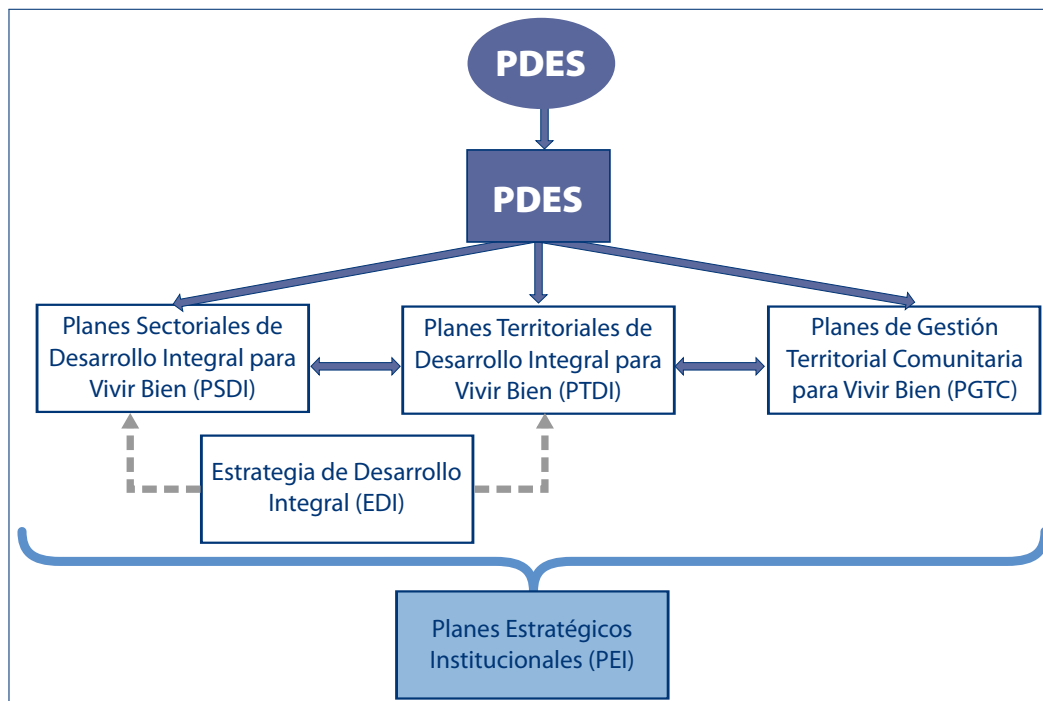 PDES
PDES
Planes Sectoriales de
Desarrollo Integral para
Vivir Bien (PSDI)
Planes Territoriales de
Desarrollo Integral para
Vivir Bien (PTDI)
Planes de Gestión
Territorial Comunitaria
para Vivir Bien (PGTC)
Estrategia de Desarrollo
Integral (EDI)
Planes Estratégicos
Institucionales (PEI)